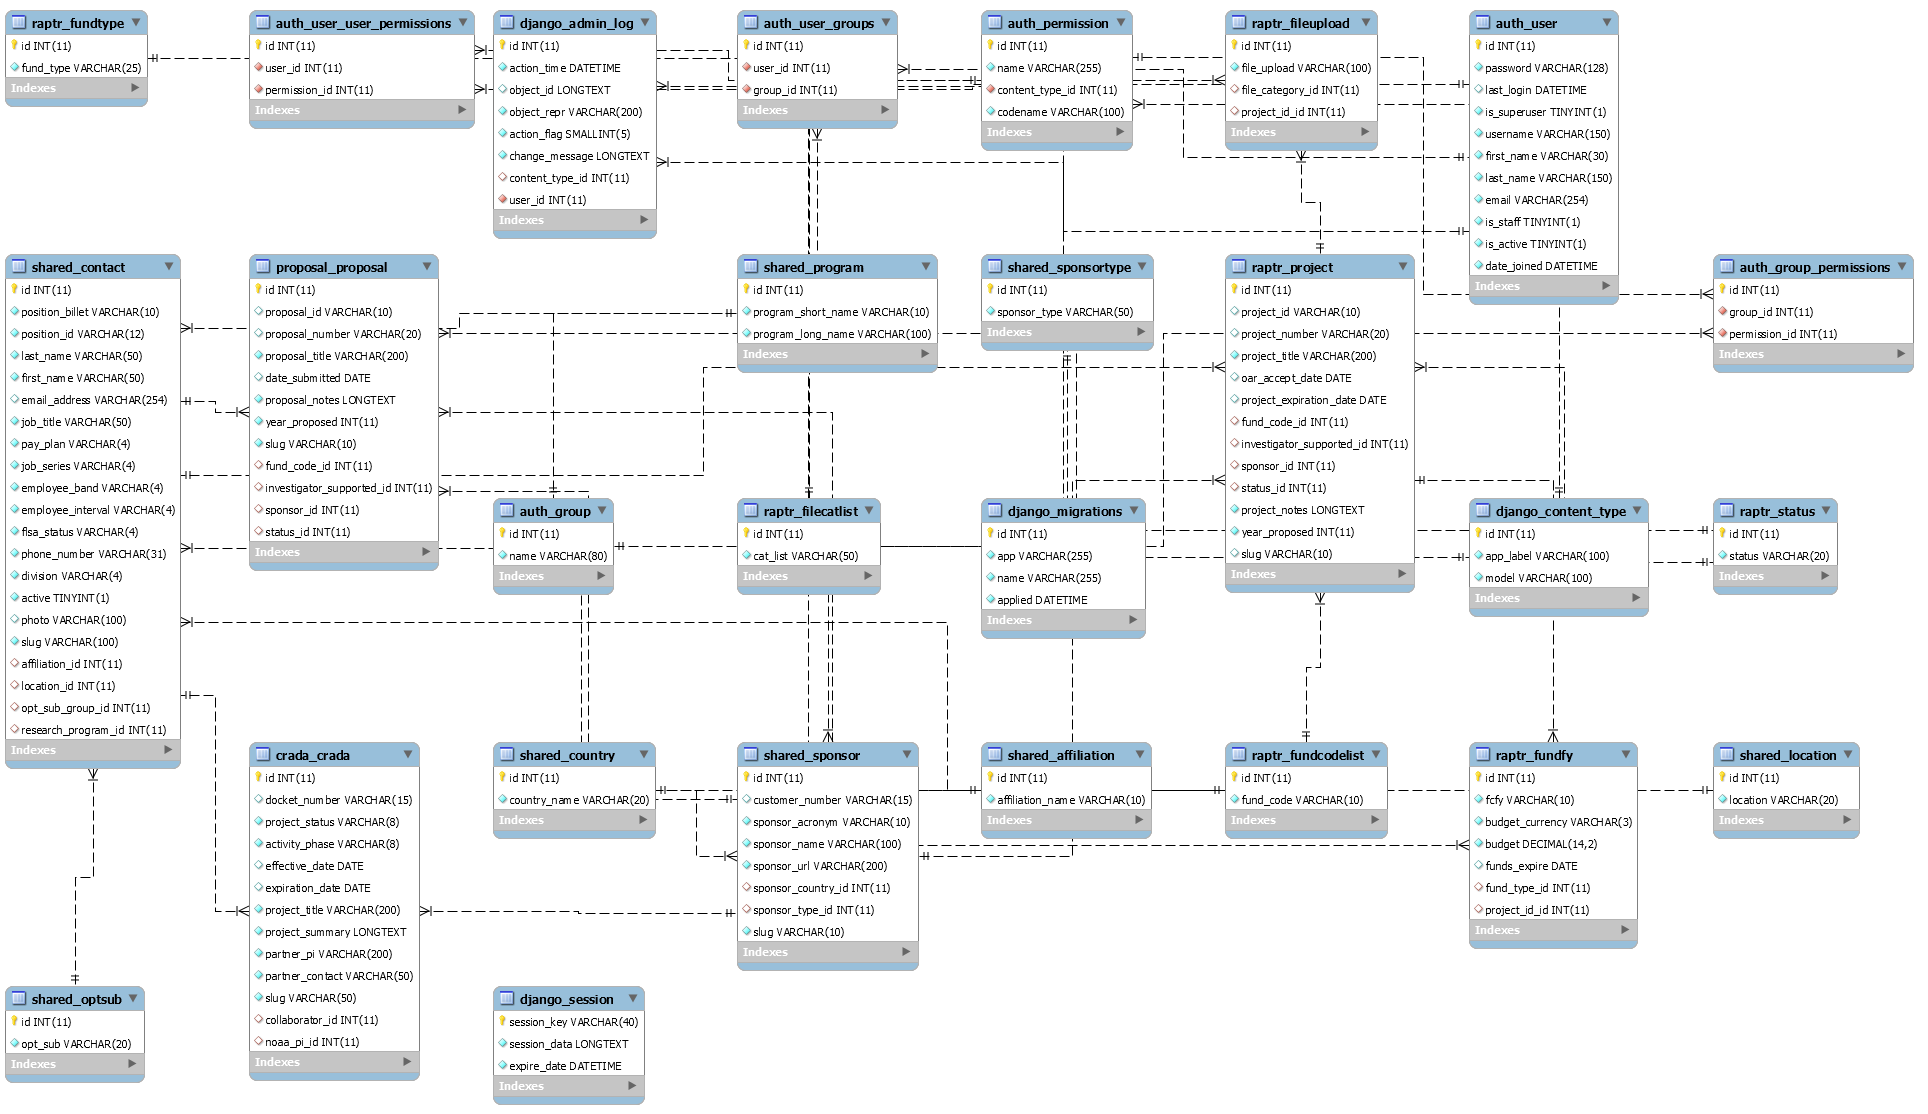 raptr_fundtype
id INT(11)
fund_type VARCHAR(25)
Indexes
auth_user_user_permissions
id INT(11)
user_id INT(11)
permission_id INT(11)
Indexes
django_admin_log
id INT(11)
action_time DATETIME
object_id LONGTEXT
object_repr VARCHAR(200)
action_flag SMALLINT(5)
change_message LONGTEXT
content_type_id INT(11)
user_id INT(11)
Indexes
auth_user_groups
id INT(11)
user_id INT(11)
group_id INT(11)
Indexes
auth_permission
id INT(11)
name VARCHAR(255)
content_type_id INT(11)
codename VARCHAR(100)
Indexes
raptr_fileupload
id INT(11)
file_upload VARCHAR(100)
file_category_id INT(11)
project_id_id INT(11)
Indexes
auth_user
id INT(11)
password VARCHAR(128)
last_login DATETIME
is_superuser TINYINT(1)
username VARCHAR(150)
first_name VARCHAR(30)
last_name VARCHAR(150)
email VARCHAR(254)
is_staff TINYINT(1)
is_active TINYINT(1)
date_joined DATETIME
Indexes
shared_contact
id INT(11)
position_billet VARCHAR(10)
position_id VARCHAR(12)
last_name VARCHAR(50)
first_name VARCHAR(50)
email_address VARCHAR(254)
job_title VARCHAR(50)
pay_plan VARCHAR(4)
job_series VARCHAR(4)
employee_band VARCHAR(4)
employee_interval VARCHAR(4)
flsa_status VARCHAR(4)
phone_number VARCHAR(31)
division VARCHAR(4)
active TINYINT(1)
photo VARCHAR(100)
slug VARCHAR(100)
affiliation_id INT(11)
location_id INT(11)
opt_sub_group_id INT(11)
research_program_id INT(11)
Indexes
proposal_proposal
id INT(11)
proposal_id VARCHAR(10)
proposal_number VARCHAR(20)
proposal_title VARCHAR(200)
date_submitted DATE
proposal_notes LONGTEXT
year_proposed INT(11)
slug VARCHAR(10)
fund_code_id INT(11)
investigator_supported_id INT(11)
sponsor_id INT(11)
status_id INT(11)
Indexes
shared_program
id INT(11)
program_short_name VARCHAR(10)
program_long_name VARCHAR(100)
Indexes
shared_sponsortype
id INT(11)
sponsor_type VARCHAR(50)
Indexes
raptr_project
id INT(11)
project_id VARCHAR(10)
project_number VARCHAR(20)
project_title VARCHAR(200)
oar_accept_date DATE
project_expiration_date DATE
fund_code_id INT(11)
investigator_supported_id INT(11)
sponsor_id INT(11)
status_id INT(11)
project_notes LONGTEXT
year_proposed INT(11)
slug VARCHAR(10)
Indexes
auth_group_permissions
id INT(11)
group_id INT(11)
permission_id INT(11)
Indexes
auth_group
id INT(11)
name VARCHAR(80)
Indexes
raptr_filecatlist
id INT(11)
cat_list VARCHAR(50)
Indexes
django_migrations
id INT(11)
app VARCHAR(255)
name VARCHAR(255)
applied DATETIME
Indexes
django_content_type
id INT(11)
app_label VARCHAR(100)
model VARCHAR(100)
Indexes
raptr_status
id INT(11)
status VARCHAR(20)
Indexes
crada_crada
id INT(11)
docket_number VARCHAR(15)
project_status VARCHAR(8)
activity_phase VARCHAR(8)
effective_date DATE
expiration_date DATE
project_title VARCHAR(200)
project_summary LONGTEXT
partner_pi VARCHAR(200)
partner_contact VARCHAR(50)
slug VARCHAR(50)
collaborator_id INT(11)
noaa_pi_id INT(11)
Indexes
shared_country
id INT(11)
country_name VARCHAR(20)
Indexes
shared_sponsor
id INT(11)
customer_number VARCHAR(15)
sponsor_acronym VARCHAR(10)
sponsor_name VARCHAR(100)
sponsor_url VARCHAR(200)
sponsor_country_id INT(11)
sponsor_type_id INT(11)
slug VARCHAR(10)
Indexes
shared_affiliation
id INT(11)
affiliation_name VARCHAR(10)
Indexes
raptr_fundcodelist
id INT(11)
fund_code VARCHAR(10)
Indexes
raptr_fundfy
id INT(11)
fcfy VARCHAR(10)
budget_currency VARCHAR(3)
budget DECIMAL(14,2)
funds_expire DATE
fund_type_id INT(11)
project_id_id INT(11)
Indexes
shared_location
id INT(11)
location VARCHAR(20)
Indexes
shared_optsub
id INT(11)
opt_sub VARCHAR(20)
Indexes
django_session
session_key VARCHAR(40)
session_data LONGTEXT
expire_date DATETIME
Indexes